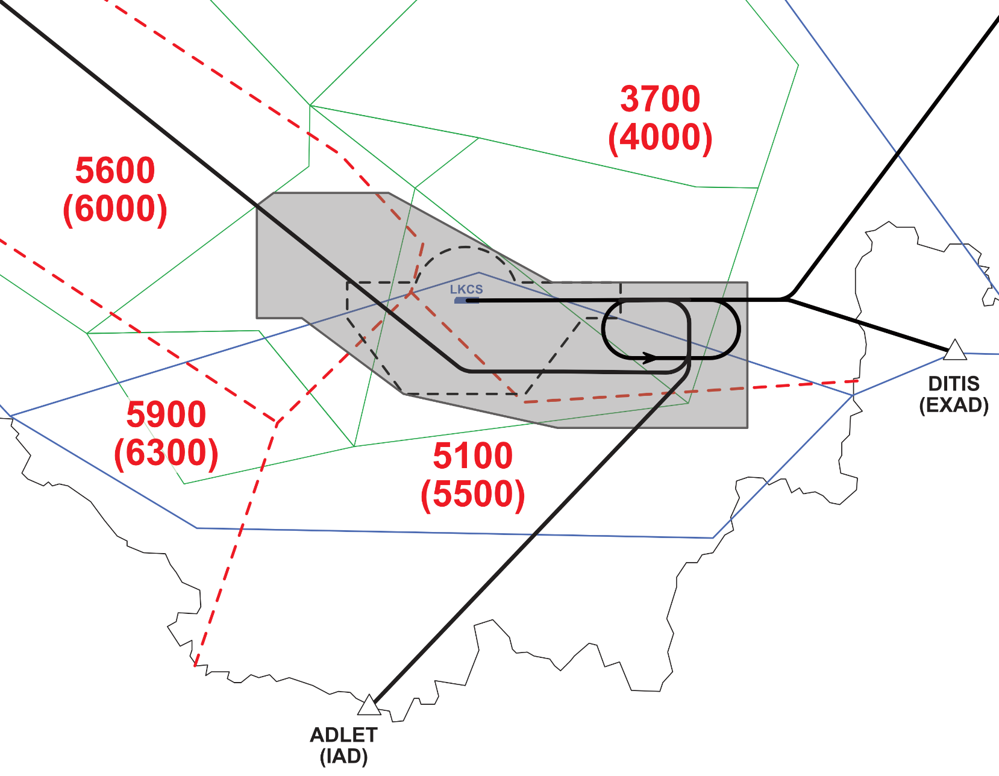 3700
(4000)
5600
(6000)
LKCS
DITIS
(EXAD)
5900
(6300)
5100
(5500)
ADLET
(IAD)